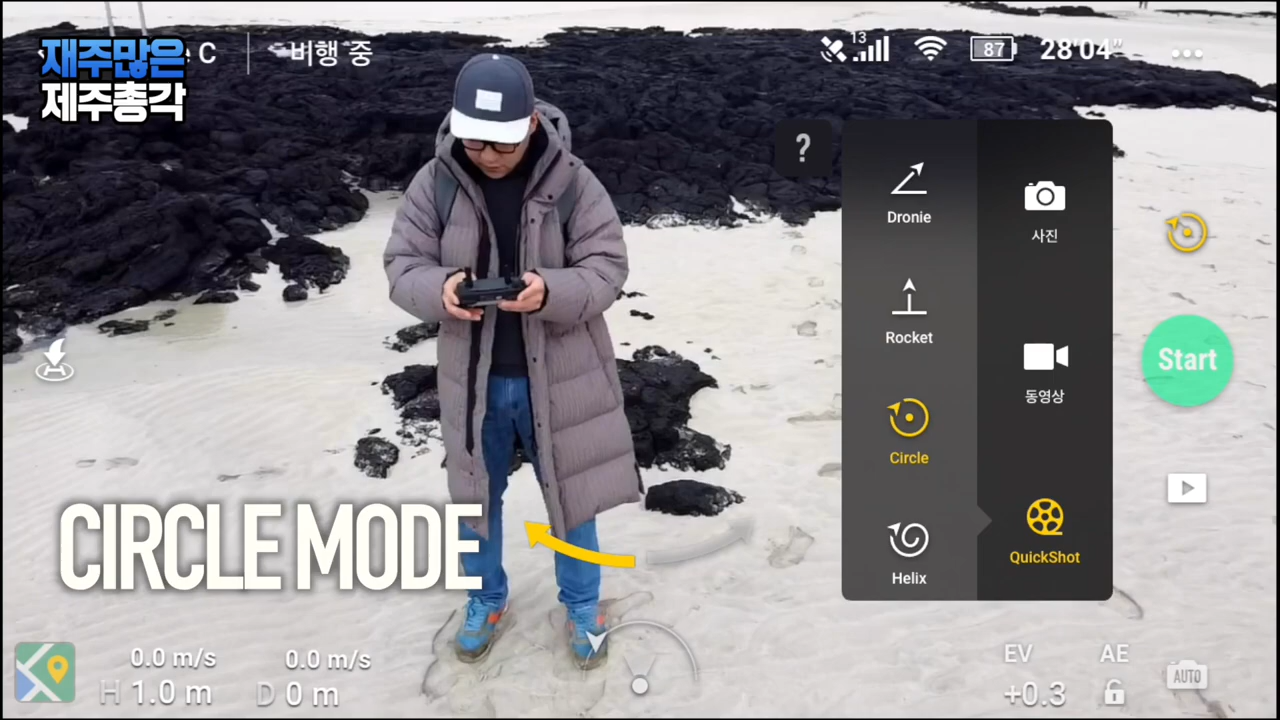 재주많은
제주총각
C
비행 중
13
87
28'04"
?
Dronie
Rocket
Circle
Helix
사진
동영상
QuickShot
Start
CIRCLE MODE
0.0 m/s
0.0 m/s
H 1.0 m
D 0 m
EV
+0.3
AE
AUTO